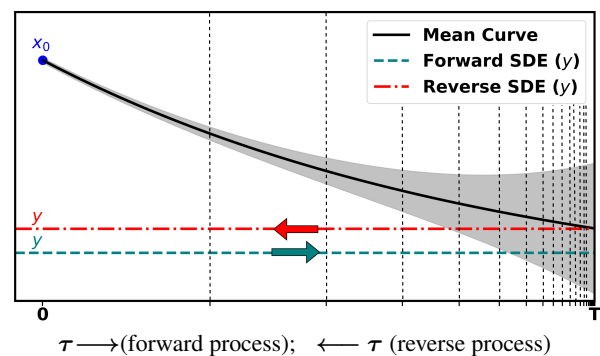 x₀
Mean Curve
Forward SDE (y)
Reverse SDE (y)
y
y
0 T
τ ⟶(forward process); ⟵ τ (reverse process)